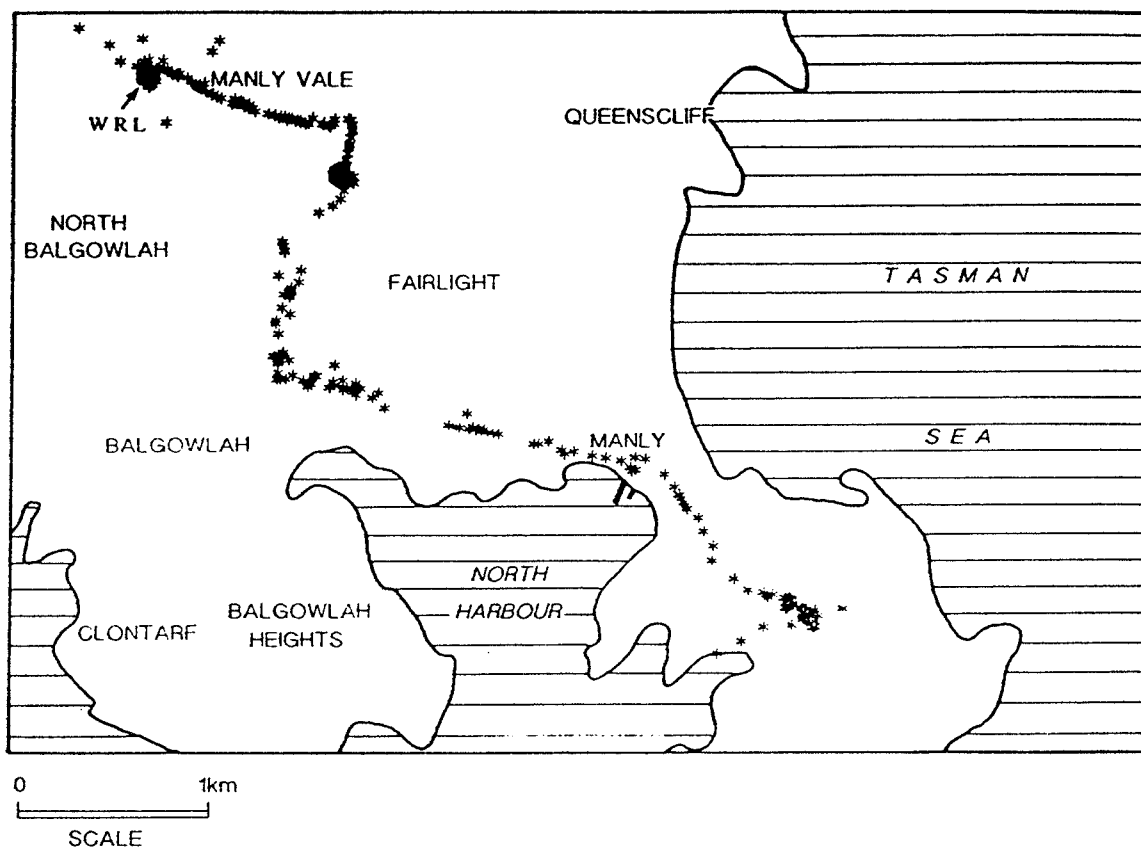 MANLY VALE
WRL
QUEENSCLIFF
NORTH
BALGOWLAH
FAIRLIGHT
TASMAN
SEA
BALGOWLAH
MANLY
NORTH
HARBOUR
CLONTARF
BALGOWLAH
HEIGHTS
0 1km
SCALE